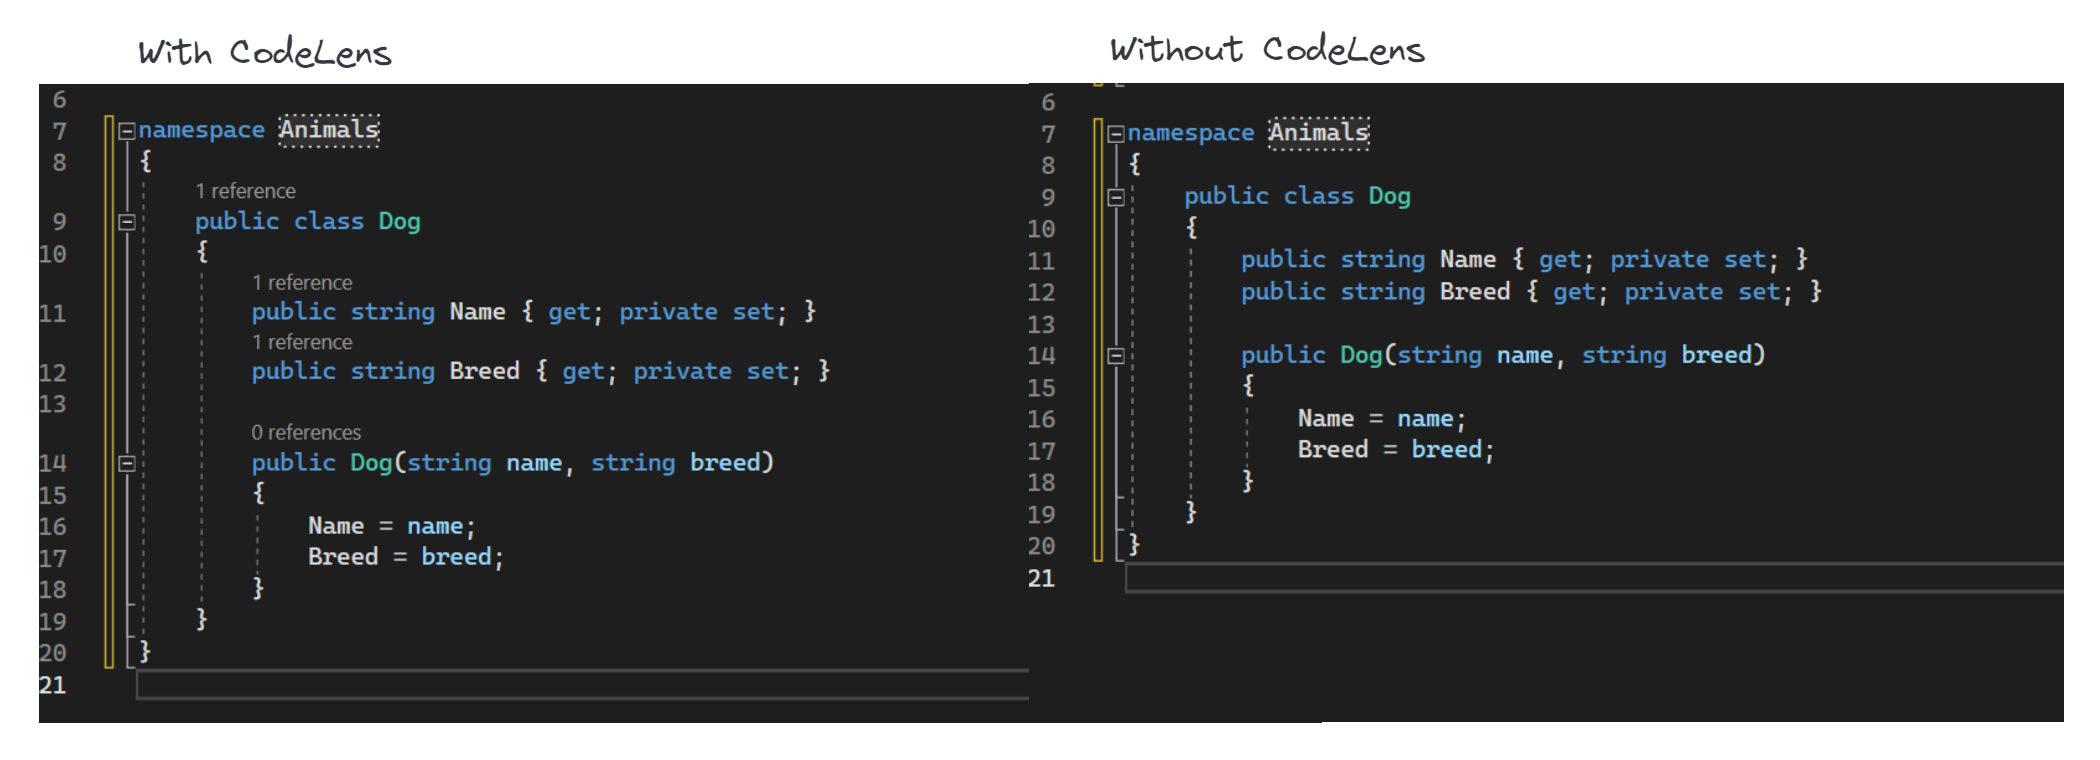 With CodeLens
6
7 namespace Animals
8 {
1 reference
9 public class Dog
10 {
1 reference
11 public string Name { get; private set; }
1 reference
12 public string Breed { get; private set; }
13
0 references
14 public Dog(string name, string breed)
15 {
16 Name = name;
17 Breed = breed;
18 }
19 }
20 }
21
Without CodeLens
6
7 namespace Animals
8 {
9 public class Dog
10 {
11 public string Name { get; private set; }
12 public string Breed { get; private set; }
13
14 public Dog(string name, string breed)
15 {
16 Name = name;
17 Breed = breed;
18 }
19 }
20 }
21